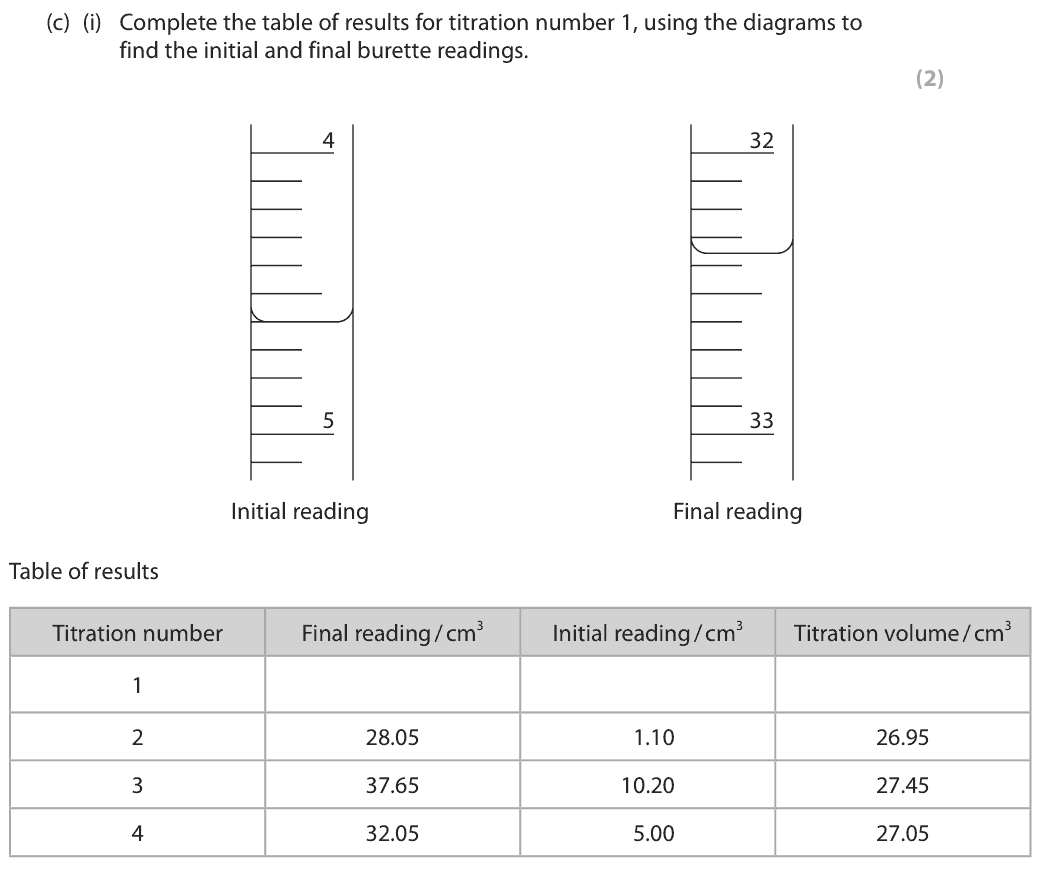 (c) (i) Complete the table of results for titration number 1, using the diagrams to
find the initial and final burette readings.
(2)
4
5
Initial reading
32
33
Final reading
Table of results
Titration number Final reading / cm³ Initial reading / cm³ Titration volume / cm³
1
2 28.05 1.10 26.95
3 37.65 10.20 27.45
4 32.05 5.00 27.05